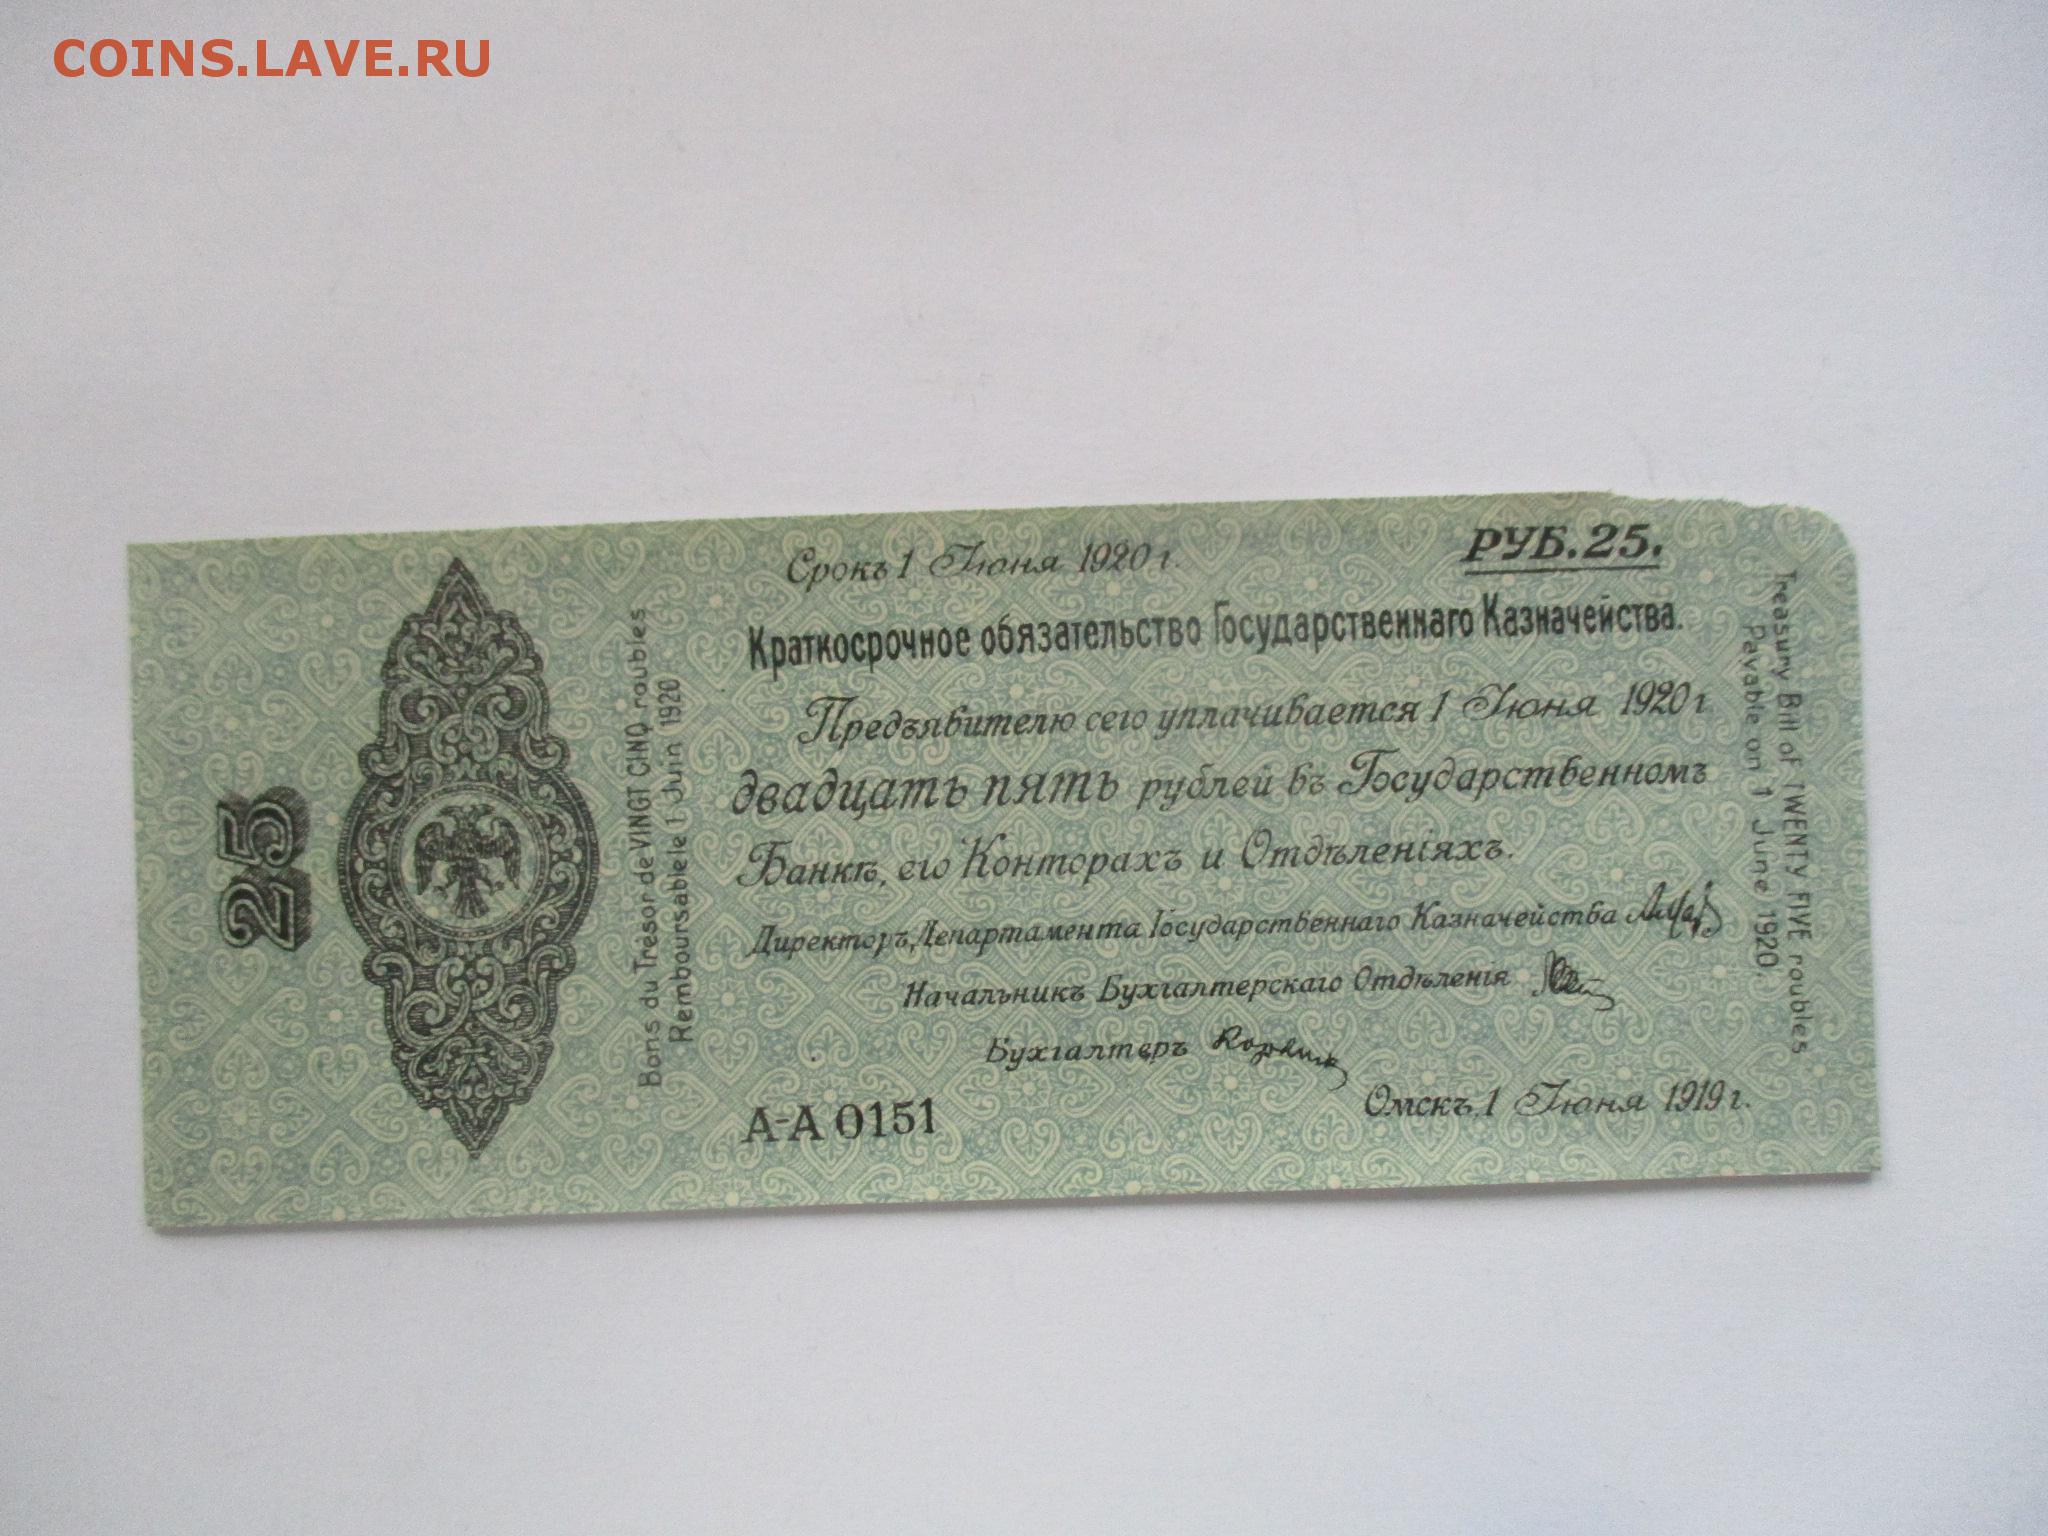 COINS.LAVE.RU
25
Bons du Trésor de VINGT CINQ roubles
Remboursabele 1 Juin 1920
Срокъ 1 Іюня 1920 г.
РУБ. 25.
Краткосрочное обязательство Государственнаго Казначейства.
Предъявителю сего уплачивается 1 Іюня 1920 г.
двадцать пять рублей въ Государственномъ
Банкѣ, его Конторахъ и Отдѣленіяхъ.
Директоръ Департамента Государственнаго Казначейства
Начальникъ Бухгалтерскаго Отдѣленія
Бухгалтеръ
А-А 0151
Омскъ, 1 Іюня 1919 г.
Treasury Bill of TWENTY FIVE roubles
Payable on 1 June 1920.